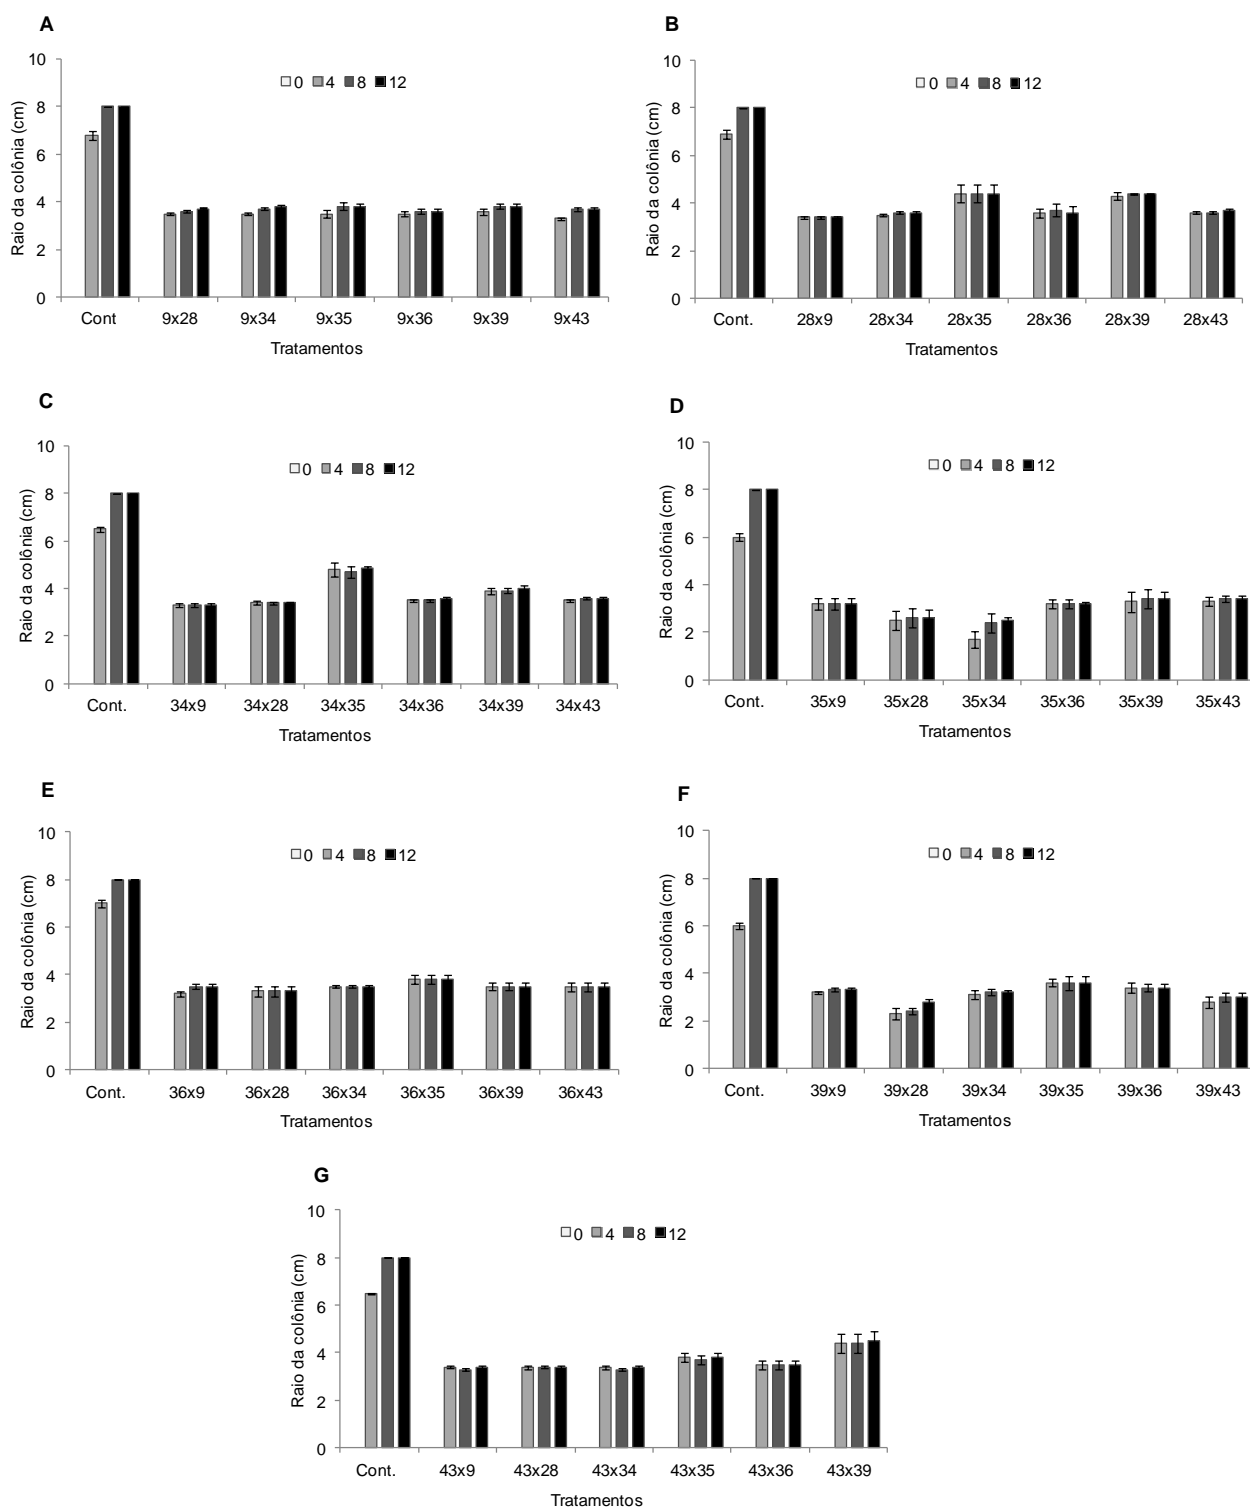 A
Raio da colônia (cm)
10
8
6
4
2
0
0 4 8 12
Cont 9x28 9x34 9x35 9x36 9x39 9x43
Tratamentos
B
Raio da colônia (cm)
10
8
6
4
2
0
0 4 8 12
Cont. 28x9 28x34 28x35 28x36 28x39 28x43
Tratamentos
C
Raio da colônia (cm)
10
8
6
4
2
0
0 4 8 12
Cont. 34x9 34x28 34x35 34x36 34x39 34x43
Tratamentos
D
Raio da colônia (cm)
10
8
6
4
2
0
0 4 8 12
Cont. 35x9 35x28 35x34 35x36 35x39 35x43
Tratamentos
E
Raio da colônia (cm)
10
8
6
4
2
0
0 4 8 12
Cont. 36x9 36x28 36x34 36x35 36x39 36x43
Tratamentos
F
Raio da colônia (cm)
10
8
6
4
2
0
0 4 8 12
Cont. 39x9 39x28 39x34 39x35 39x36 39x43
Tratamentos
G
Raio da colônia (cm)
10
8
6
4
2
0
0 4 8 12
Cont. 43x9 43x28 43x34 43x35 43x36 43x39
Tratamentos